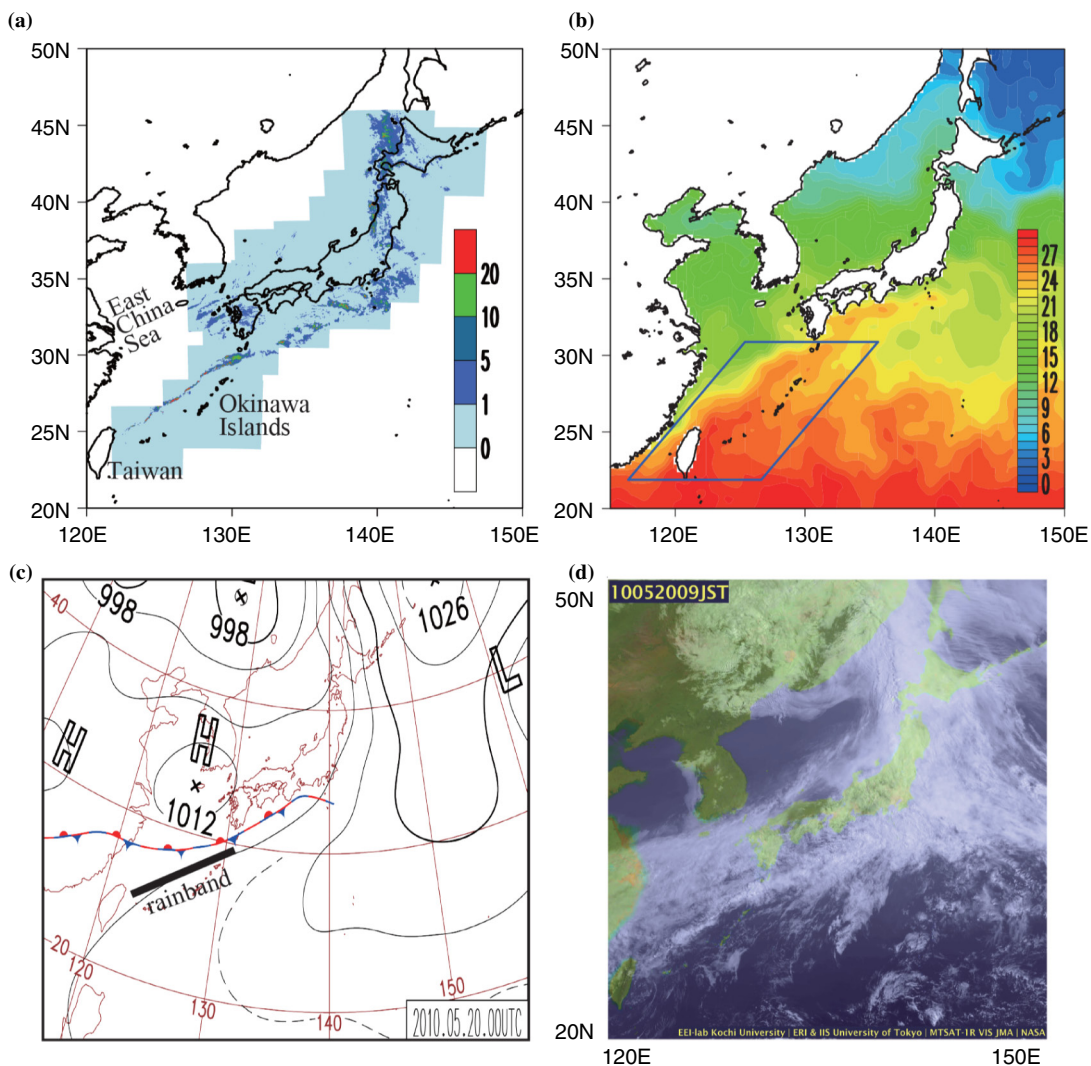 (a)
50N
45N
40N
35N
30N
25N
20N
120E
130E
140E
150E
East
China
Sea
Okinawa
Islands
Taiwan
20
10
5
1
0
(b)
50N
45N
40N
35N
30N
25N
20N
120E
130E
140E
150E
27
24
21
18
15
12
9
6
3
0
(c)
998
998
1026
40
L
H
H
1012
rainband
20
120
130
140
150
2010.05.20.00UTC
(d)
50N
10052009JST
20N
EEI-lab Kochi University | ERI & IIS University of Tokyo | MTSAT-1R VIS JMA | NASA
120E
150E